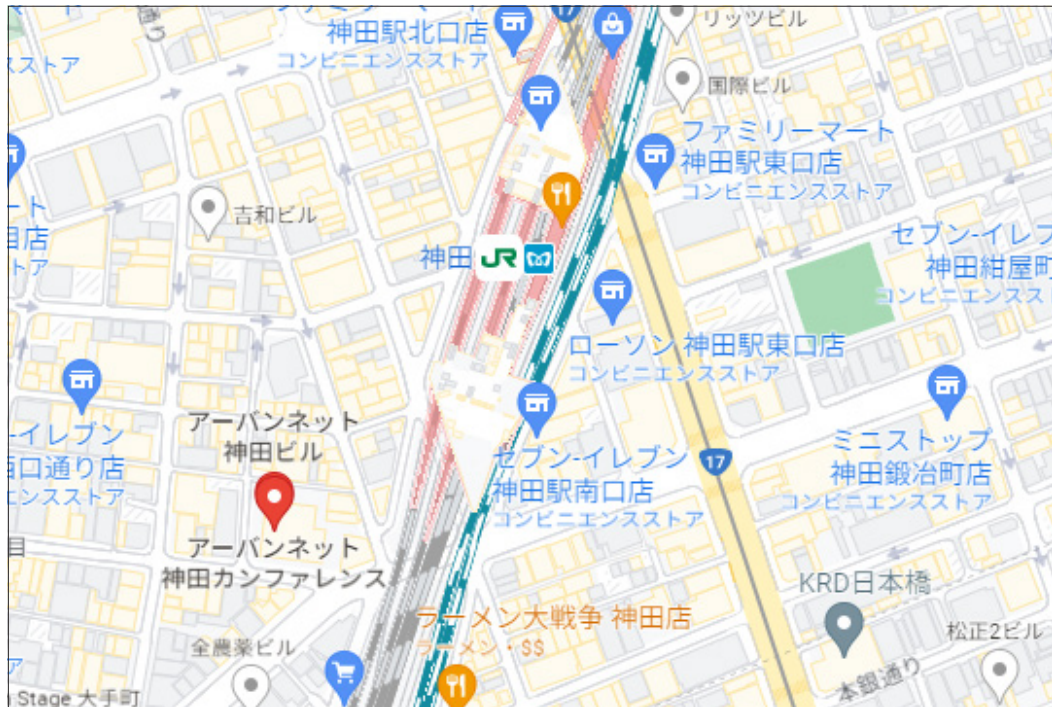 17
リッツビル
神田駅北口店
コンビニエンスストア
国際ビル
ファミリーマート
神田駅東口店
コンビニエンスストア
吉和ビル
セブン-イレブ
神田紺屋町
コンビニエンスス
神田
JR
ローソン 神田駅東口店
コンビニエンスストア
アーバンネット
神田ビル
-イレブン
口通り店
エンスストア
セブン-イレブン
神田駅南口店
コンビニエンスストア
17
ミニストップ
神田鍛冶町店
コンビニエンスストア
アーバンネット
神田カンファレンス
目
KRD日本橋
ラーメン大戦争 神田店
ラーメン・$$
全農薬ビル
松正2ビル
本銀通り
Stage 大手町